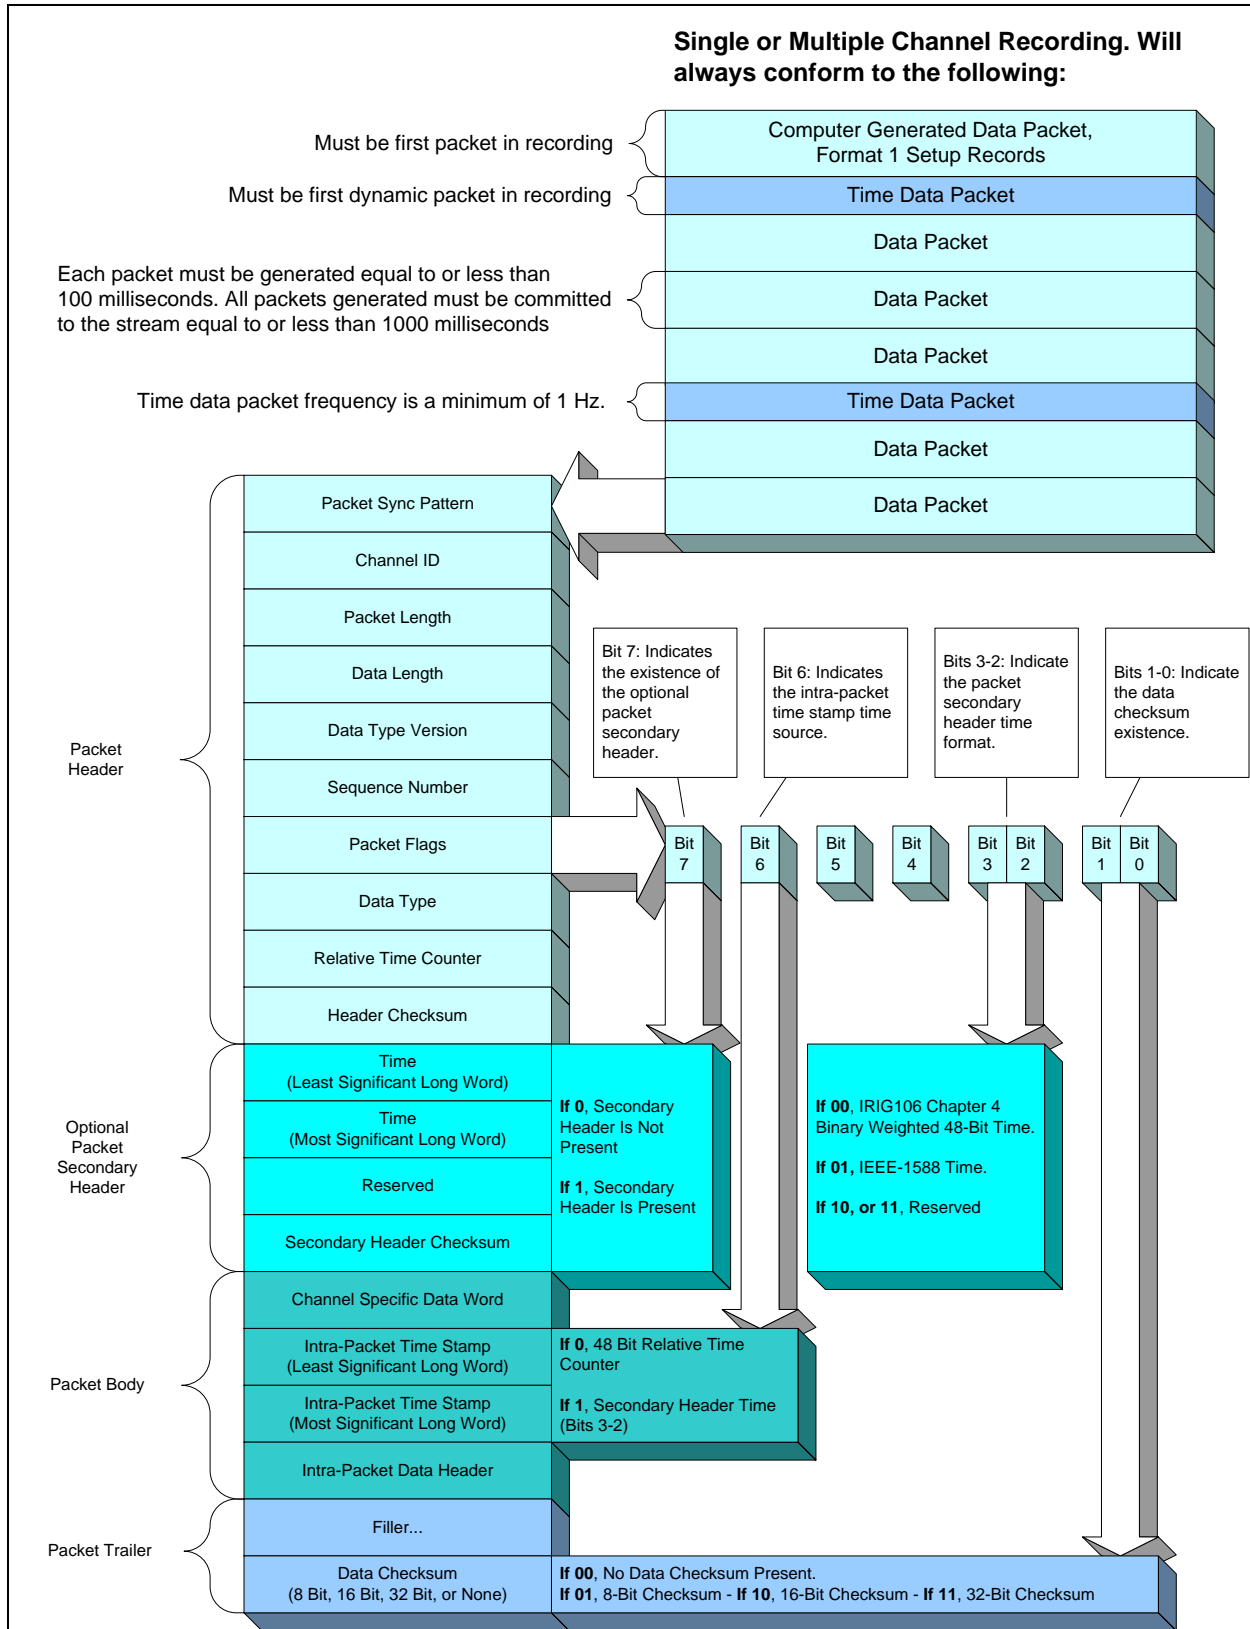 Single or Multiple Channel Recording. Will
always conform to the following:
Must be first packet in recording
Computer Generated Data Packet,
Format 1 Setup Records
Must be first dynamic packet in recording
Time Data Packet
Data Packet
Each packet must be generated equal to or less than
100 milliseconds. All packets generated must be committed
to the stream equal to or less than 1000 milliseconds
Data Packet
Data Packet
Time data packet frequency is a minimum of 1 Hz.
Time Data Packet
Data Packet
Data Packet
Packet
Header
Packet Sync Pattern
Channel ID
Packet Length
Data Length
Data Type Version
Sequence Number
Packet Flags
Data Type
Relative Time Counter
Header Checksum
Bit 7: Indicates
the existence of
the optional
packet
secondary
header.
Bit 6: Indicates
the intra-packet
time stamp time
source.
Bits 3-2: Indicate
the packet
secondary
header time
format.
Bits 1-0: Indicate
the data
checksum
existence.
Bit
7
Bit
6
Bit
5
Bit
4
Bit
3
Bit
2
Bit
1
Bit
0
Optional
Packet
Secondary
Header
Time
(Least Significant Long Word)
Time
(Most Significant Long Word)
Reserved
Secondary Header Checksum
If 0, Secondary
Header Is Not
Present
If 1, Secondary
Header Is Present
If 00, IRIG106 Chapter 4
Binary Weighted 48-Bit Time.
If 01, IEEE-1588 Time.
If 10, or 11, Reserved
Packet Body
Channel Specific Data Word
Intra-Packet Time Stamp
(Least Significant Long Word)
Intra-Packet Time Stamp
(Most Significant Long Word)
Intra-Packet Data Header
If 0, 48 Bit Relative Time
Counter
If 1, Secondary Header Time
(Bits 3-2)
Packet Trailer
Filler...
Data Checksum
(8 Bit, 16 Bit, 32 Bit, or None)
If 00, No Data Checksum Present.
If 01, 8-Bit Checksum - If 10, 16-Bit Checksum - If 11, 32-Bit Checksum